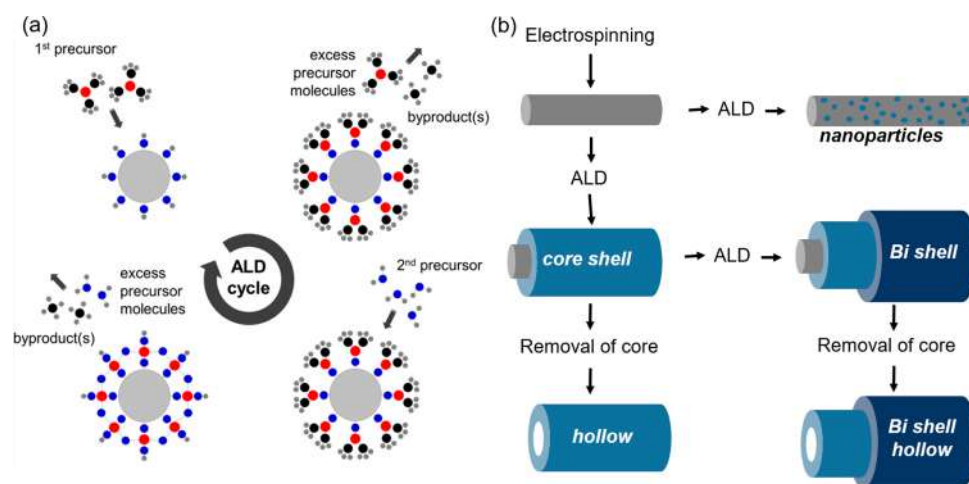 (a)
1st precursor
excess
precursor
molecules
byproduct(s)
ALD
cycle
excess
precursor
molecules
byproduct(s)
2nd precursor
(b)
Electrospinning
ALD
nanoparticles
ALD
core shell
ALD
Bi shell
Removal of core
Removal of core
hollow
Bi shell
hollow